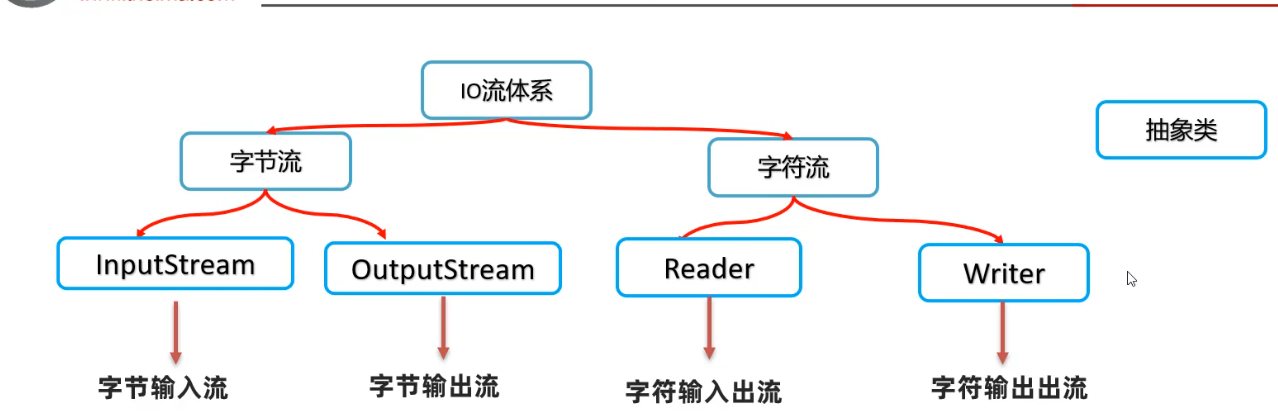 IO流体系
字节流
字符流
抽象类
InputStream
OutputStream
Reader
Writer
字节输入流
字节输出流
字符输入出流
字符输出出流